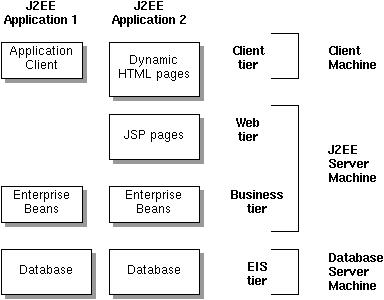 J2EE
Application 1
J2EE
Application 2
Application
Client
Dynamic
HTML pages
Client
tier
Client
Machine
JSP pages
Web
tier
J2EE
Server
Machine
Enterprise
Beans
Enterprise
Beans
Business
tier
Database
Database
EIS
tier
Database
Server
Machine